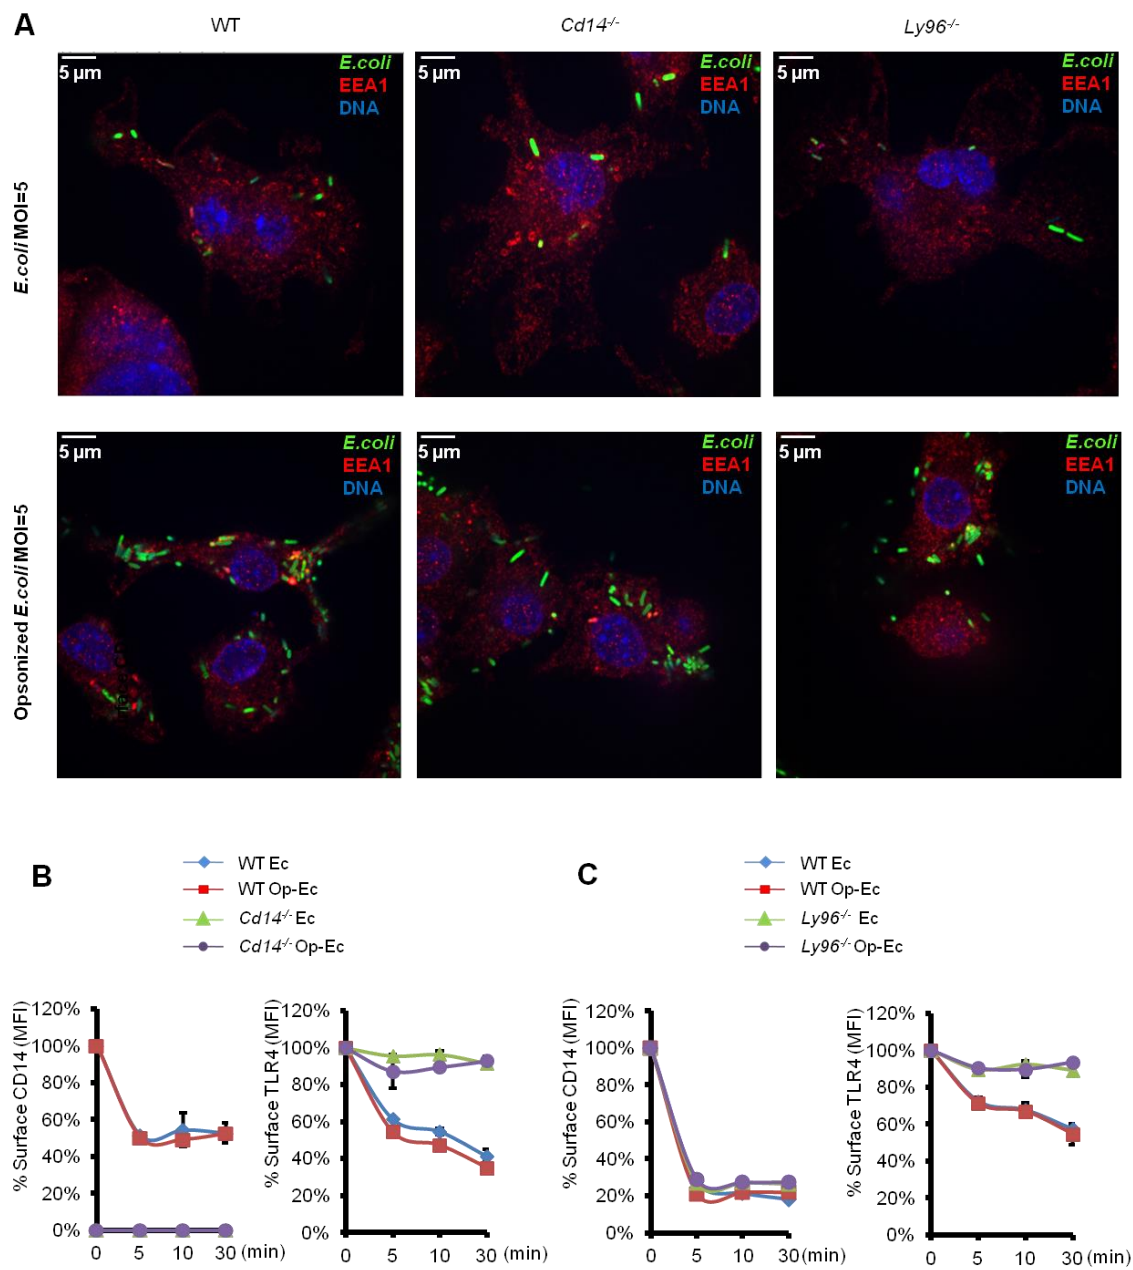 A
WT
Cd14-/-
Ly96-/-
E.coli MOI=5
5 µm
E.coli
EEA1
DNA
5 µm
E.coli
EEA1
DNA
5 µm
E.coli
EEA1
DNA
Opsonized E.coli MOI=5
5 µm
E.coli
EEA1
DNA
5 µm
E.coli
EEA1
DNA
5 µm
E.coli
EEA1
DNA
B
WT Ec
WT Op-Ec
Cd14-/- Ec
Cd14-/- Op-Ec
% Surface CD14 (MFI)
120%
100%
80%
60%
40%
20%
0%
0 5 10 30 (min)
% Surface TLR4 (MFI)
120%
100%
80%
60%
40%
20%
0%
0 5 10 30 (min)
C
WT Ec
WT Op-Ec
Ly96-/- Ec
Ly96-/- Op-Ec
% Surface CD14 (MFI)
120%
100%
80%
60%
40%
20%
0%
0 5 10 30 (min)
% Surface TLR4 (MFI)
120%
100%
80%
60%
40%
20%
0%
0 5 10 30 (min)